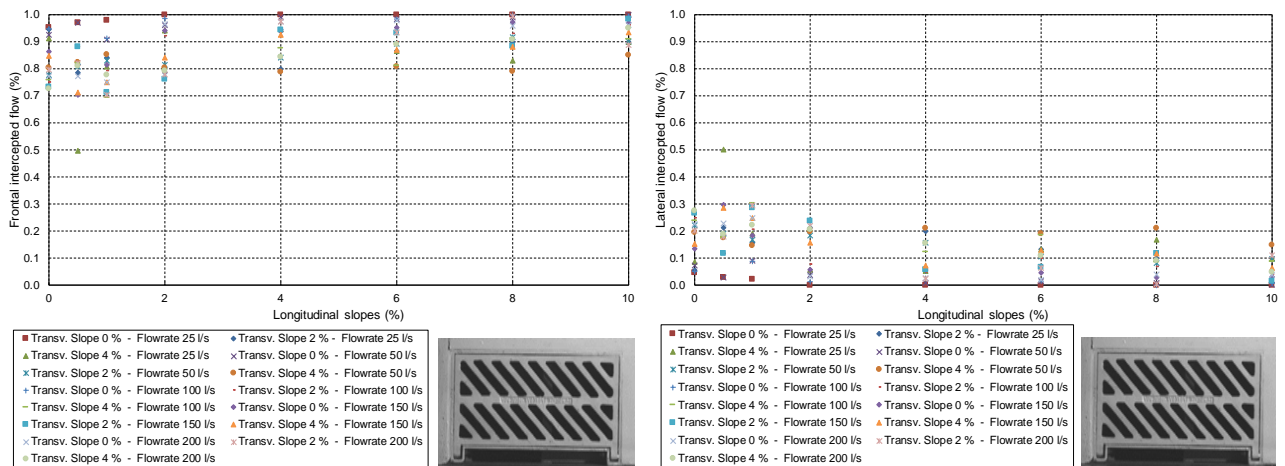 1.0
0.9
0.8
0.7
0.6
0.5
0.4
0.3
0.2
0.1
0.0
Frontal intercepted flow (%)
0 2 4 6 8 10
Longitudinal slopes (%)
Transv. Slope 0 % - Flowrate 25 l/s Transv. Slope 2 % - Flowrate 25 l/s
Transv. Slope 4 % - Flowrate 25 l/s Transv. Slope 0 % - Flowrate 50 l/s
Transv. Slope 2 % - Flowrate 50 l/s Transv. Slope 4 % - Flowrate 50 l/s
Transv. Slope 0 % - Flowrate 100 l/s Transv. Slope 2 % - Flowrate 100 l/s
Transv. Slope 4 % - Flowrate 100 l/s Transv. Slope 0 % - Flowrate 150 l/s
Transv. Slope 2 % - Flowrate 150 l/s Transv. Slope 4 % - Flowrate 150 l/s
Transv. Slope 0 % - Flowrate 200 l/s Transv. Slope 2 % - Flowrate 200 l/s
Transv. Slope 4 % - Flowrate 200 l/s
1.0
0.9
0.8
0.7
0.6
0.5
0.4
0.3
0.2
0.1
0.0
Lateral intercepted flow (%)
0 2 4 6 8 10
Longitudinal slopes (%)
Transv. Slope 0 % - Flowrate 25 l/s Transv. Slope 2 % - Flowrate 25 l/s
Transv. Slope 4 % - Flowrate 25 l/s Transv. Slope 0 % - Flowrate 50 l/s
Transv. Slope 2 % - Flowrate 50 l/s Transv. Slope 4 % - Flowrate 50 l/s
Transv. Slope 0 % - Flowrate 100 l/s Transv. Slope 2 % - Flowrate 100 l/s
Transv. Slope 4 % - Flowrate 100 l/s Transv. Slope 0 % - Flowrate 150 l/s
Transv. Slope 2 % - Flowrate 150 l/s Transv. Slope 4 % - Flowrate 150 l/s
Transv. Slope 0 % - Flowrate 200 l/s Transv. Slope 2 % - Flowrate 200 l/s
Transv. Slope 4 % - Flowrate 200 l/s